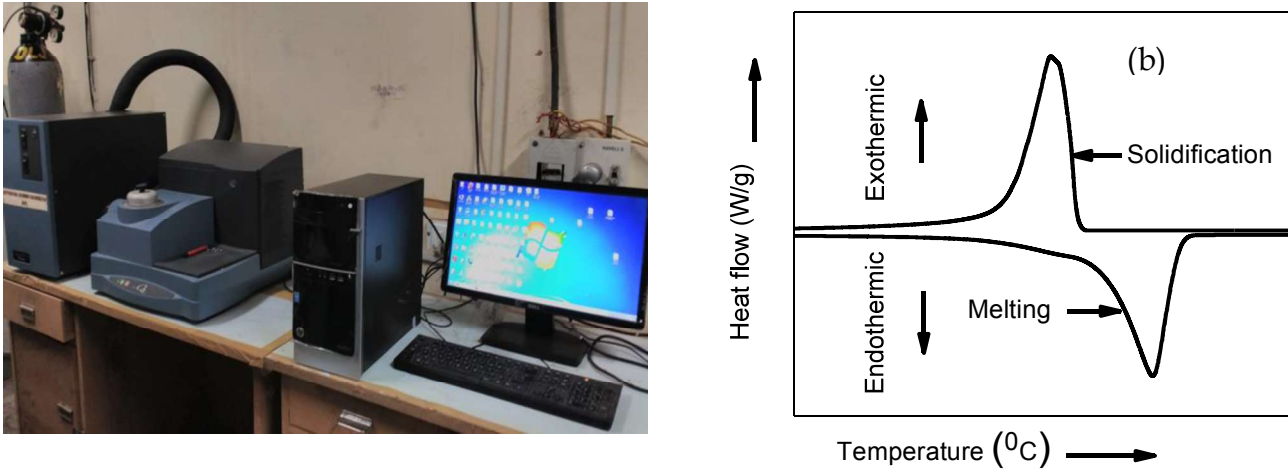 (b)
Heat flow (W/g)
Exothermic
Endothermic
Solidification
Melting
Temperature (⁰C)